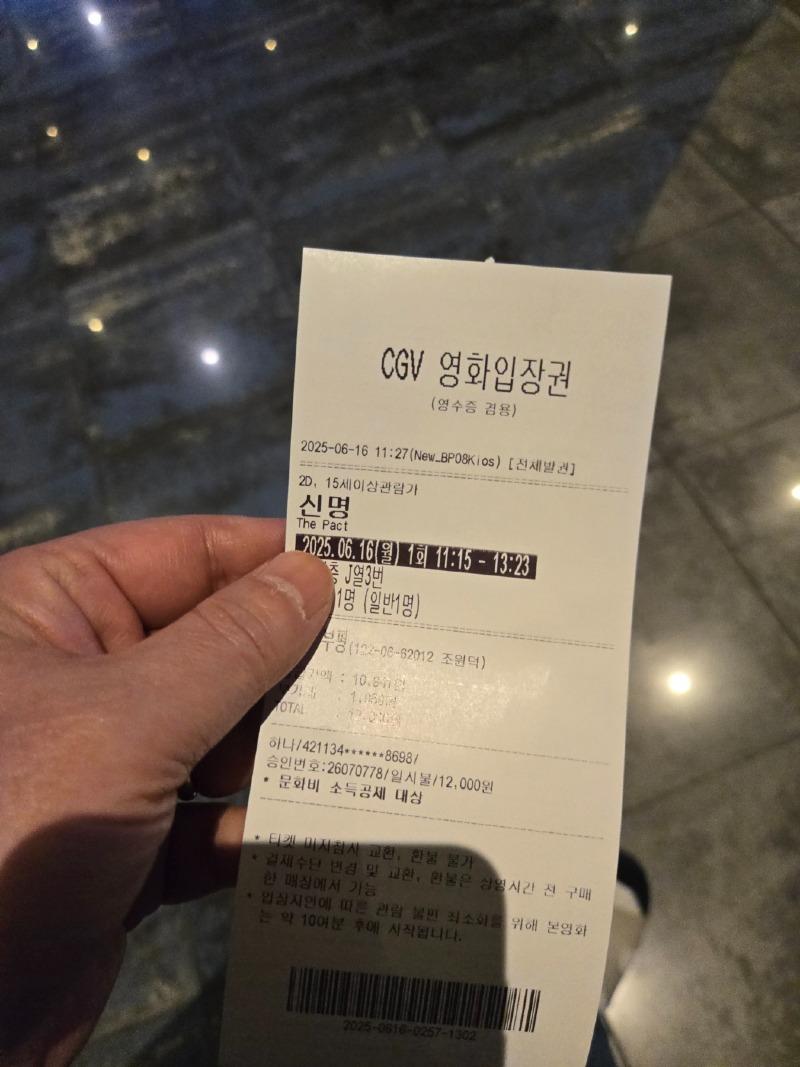 CGV 영화입장권
(영수증 겸용)
2025-06-16 11:27(New_BP08Kios) [전체발권]
2D, 15세이상관람가
신명
The Pact
2025.06.16(월) 1회 11:15 - 13:23
층 J열3번
1명 (일반1명)
부평(122-06-62012 조원덕)
TOTAL :
하나/421134******8698/
승인번호:26070778/일시불/12,000원
* 문화비 소득공제 대상
* 티켓 미지참시 교환, 환불 불가
* 결제수단 변경 및 교환, 환불은 상영시간 전 구매
한 매장에서 가능
* 입장지연에 따른 관람 불편 최소화를 위해 본영화
는 약 10여분 후에 시작됩니다.
2025-0616-0257-1302